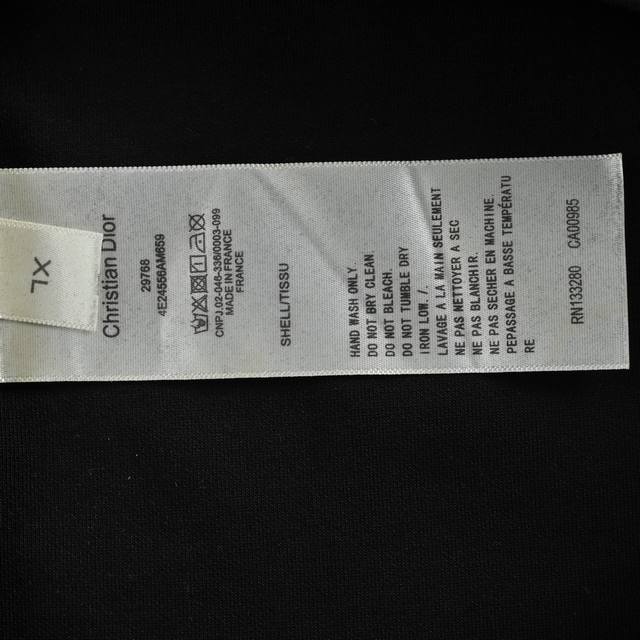 XL
Christian Dior
29768
4E24556AM659
CNPJ.02-046-336/0003-099
MADE IN FRANCE
FRANCE
SHELL/TISSU
HAND WASH ONLY.
DO NOT BRY CLEAN.
DO NOT BLEACH.
DO NOT TUMBLE DRY
IRON LOW /.
LAVAGE A LA MAIN SEULEMENT
NE PAS NETTOYER A SEC
NE PAS BLANCHIR.
NE PAS SECHER EN MACHINE.
PEPASSAGE A BASSE TEMPÉRATU
RE
RN133280 CA00985